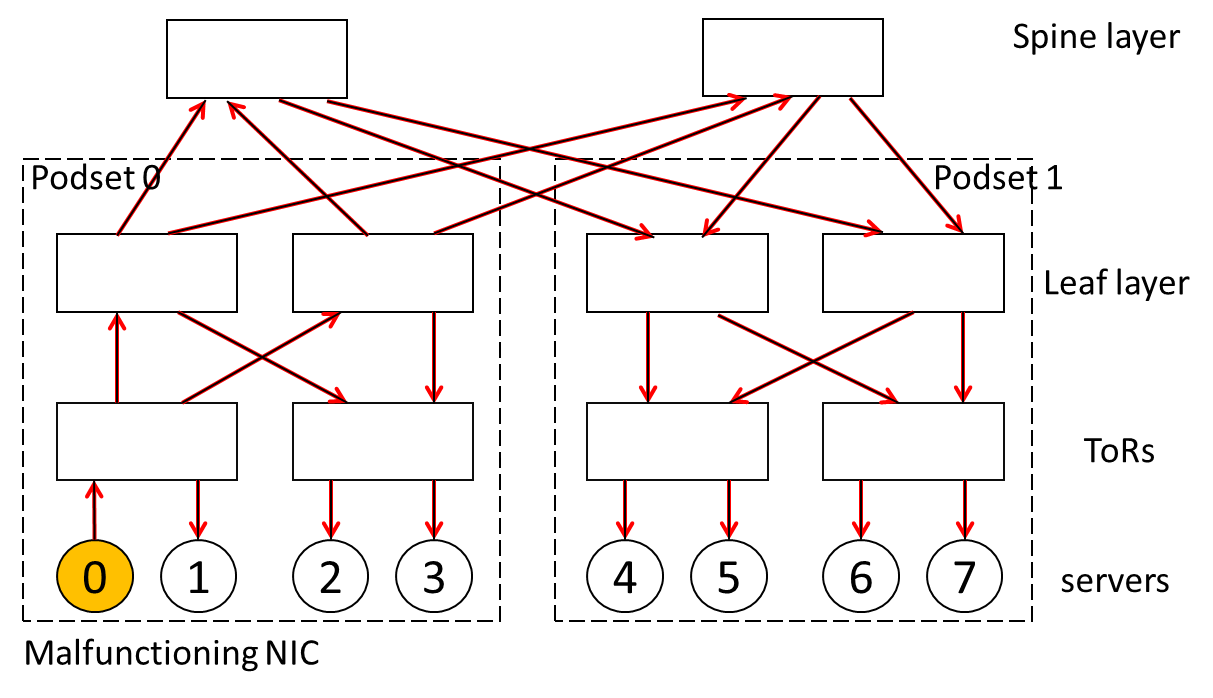 Spine layer
Podset 0
Podset 1
Leaf layer
ToRs
0 1 2 3 4 5 6 7 servers
Malfunctioning NIC